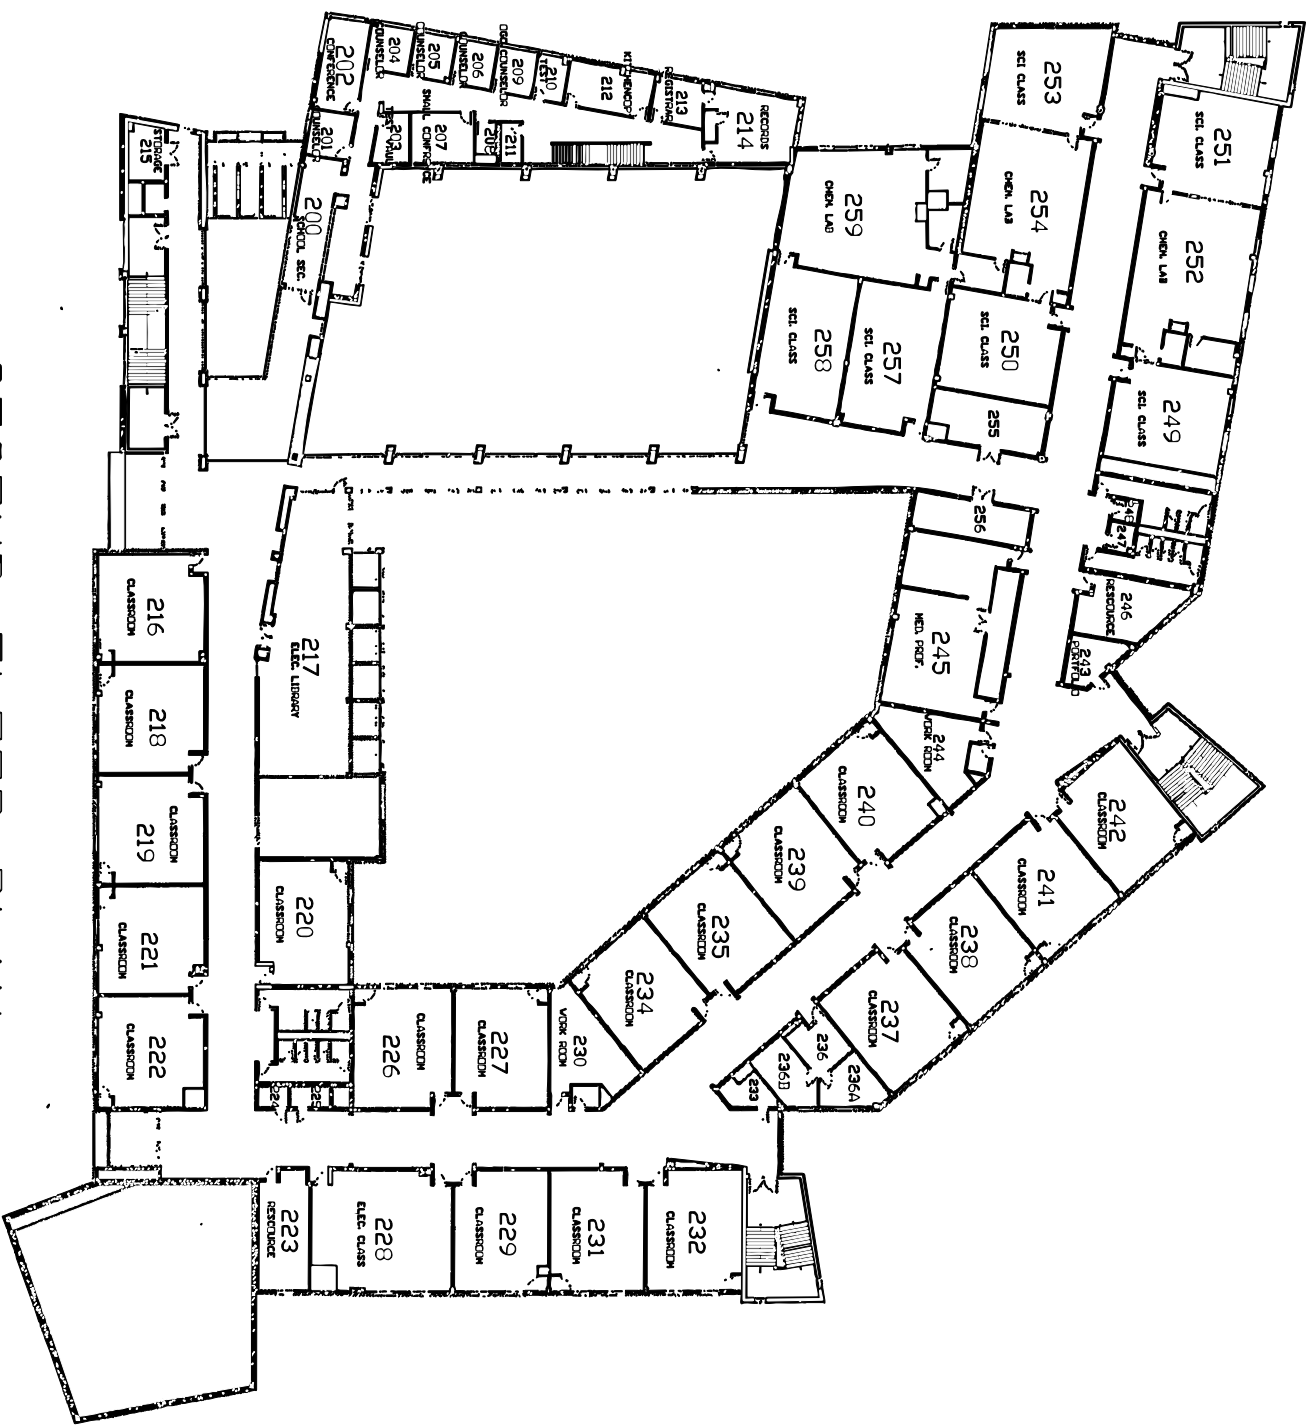 202
CONFERENCE
204
COUNSELOR
205
COUNSELOR
206
COUNSELOR
209
COUNSELOR
210
TEST
212
213
REGISTRAR
RECORDS
214
201
COUNSELOR
203
207
SMALL CONFERENCE
208
211
STORAGE
215
200
SCHOOL SEC.
253
SCI CLASS
251
SCI. CLASS
254
CHEM. LAB
252
CHEM. LAB
259
CHEM. LAB
258
SCI. CLASS
257
SCI. CLASS
250
SCI. CLASS
255
249
SCI. CLASS
256
248
247
246
RESOURCE
243
PORTFOLIO
245
MED. PROF.
244
WORK ROOM
216
CLASSROOM
217
ELEC. LIBRARY
218
CLASSROOM
CLASSROOM
219
220
CLASSROOM
221
CLASSROOM
222
CLASSROOM
242
CLASSROOM
241
CLASSROOM
240
CLASSROOM
239
CLASSROOM
238
CLASSROOM
237
CLASSROOM
235
CLASSROOM
234
CLASSROOM
236
236B
236A
233
CLASSROOM
226
227
CLASSROOM
230
WORK ROOM
224
225
223
RESOURCE
228
ELEC. CLASS
229
CLASSROOM
231
CLASSROOM
232
CLASSROOM